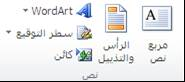 مربع
نص
الرأس
والتذييل
WordArt
سطر التوقيع
كائن
نص